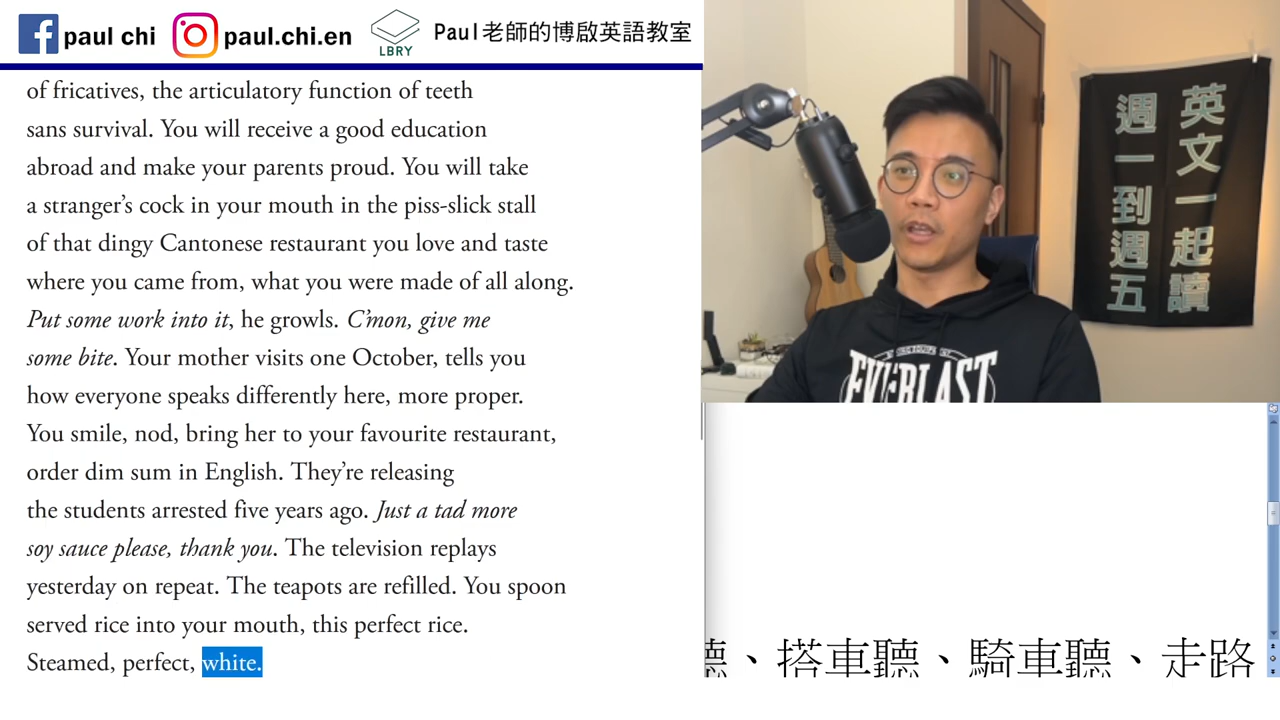 paul chi
paul.chi.en
LBRY
Paul老師的博啟英語教室
of fricatives, the articulatory function of teeth
sans survival. You will receive a good education
abroad and make your parents proud. You will take
a stranger’s cock in your mouth in the piss-slick stall
of that dingy Cantonese restaurant you love and taste
where you came from, what you were made of all along.
Put some work into it, he growls. C’mon, give me
some bite. Your mother visits one October, tells you
how everyone speaks differently here, more proper.
You smile, nod, bring her to your favourite restaurant,
order dim sum in English. They’re releasing
the students arrested five years ago. Just a tad more
soy sauce please, thank you. The television replays
yesterday on repeat. The teapots are refilled. You spoon
served rice into your mouth, this perfect rice.
Steamed, perfect, white.
英文一起讀
週一到週五
EVERLAST
聽、搭車聽、騎車聽、走路